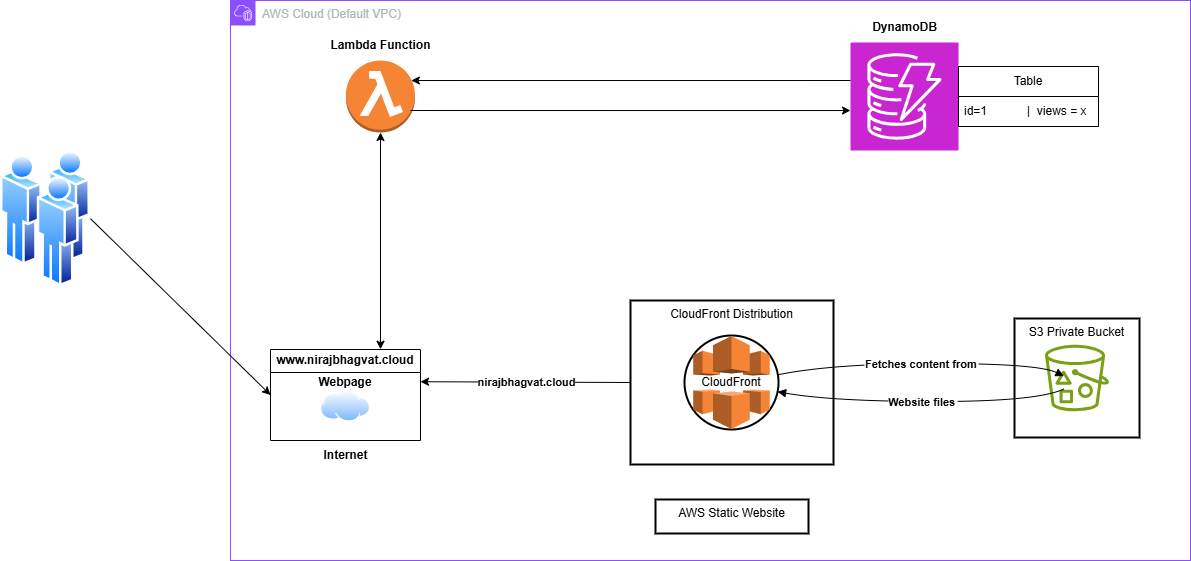 AWS Cloud (Default VPC)
Lambda Function
DynamoDB
Table
id=1 | views = x
www.nirajbhagvat.cloud
Webpage
Internet
nirajbhagvat.cloud
CloudFront Distribution
CloudFront
Fetches content from
Website files
S3 Private Bucket
AWS Static Website